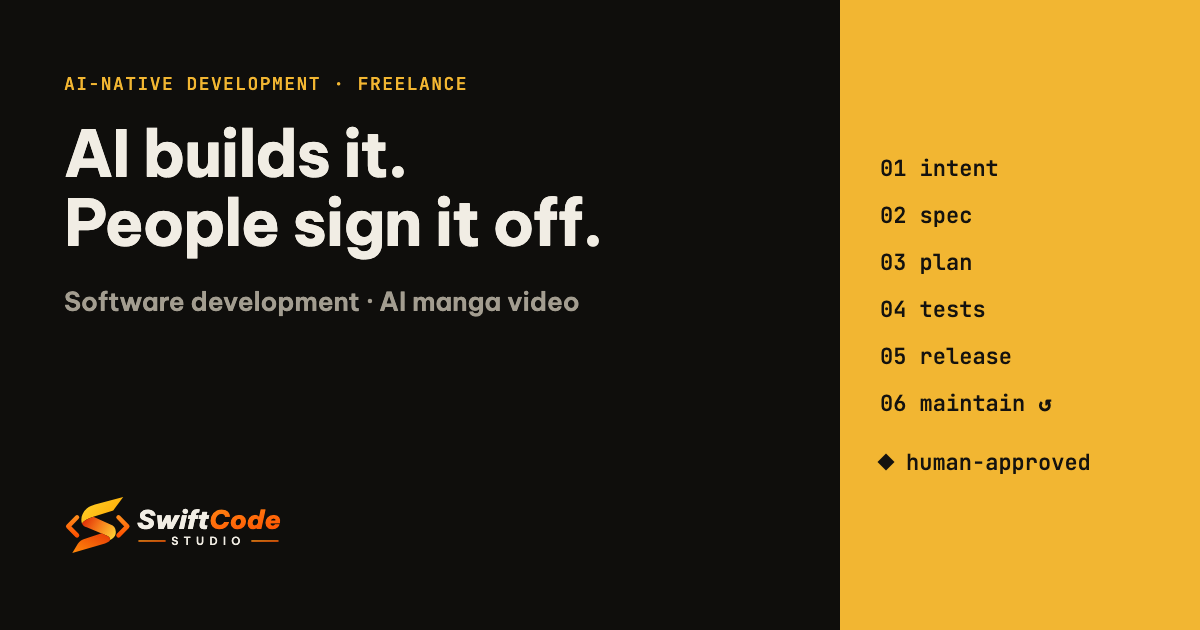 AI-NATIVE DEVELOPMENT · FREELANCE
AI builds it.
People sign it off.
Software development · AI manga video
SwiftCode
STUDIO
01 intent
02 spec
03 plan
04 tests
05 release
06 maintain ↺
◆ human-approved